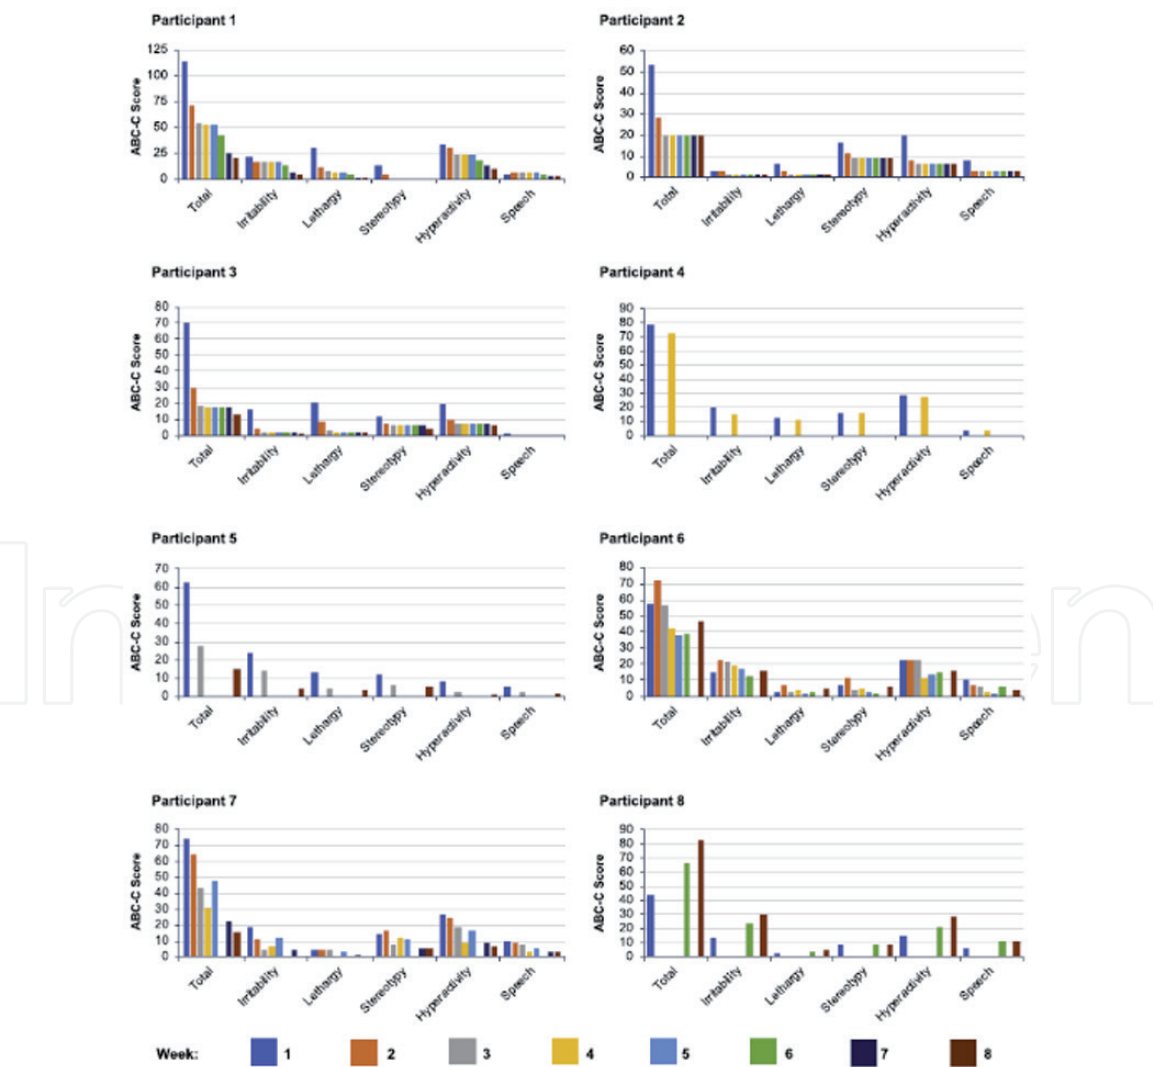 Participant 1
Participant 2
125
100
75
50
25
0
ABC-C Score
Total
Irritability
Lethargy
Stereotypy
Hyperactivity
Speech
60
50
40
30
20
10
0
ABC-C Score
Total
Irritability
Lethargy
Stereotypy
Hyperactivity
Speech
Participant 3
Participant 4
80
70
60
50
40
30
20
10
0
ABC-C Score
Total
Irritability
Lethargy
Stereotypy
Hyperactivity
Speech
90
80
70
60
50
40
30
20
10
0
ABC-C Score
Total
Irritability
Lethargy
Stereotypy
Hyperactivity
Speech
Participant 5
Participant 6
70
60
50
40
30
20
10
0
ABC-C Score
Total
Irritability
Lethargy
Stereotypy
Hyperactivity
Speech
80
70
60
50
40
30
20
10
0
ABC-C Score
Total
Irritability
Lethargy
Stereotypy
Hyperactivity
Speech
Participant 7
Participant 8
80
70
60
50
40
30
20
10
0
ABC-C Score
Total
Irritability
Lethargy
Stereotypy
Hyperactivity
Speech
90
80
70
60
50
40
30
20
10
0
ABC-C Score
Total
Irritability
Lethargy
Stereotypy
Hyperactivity
Speech
Week: 1 2 3 4 5 6 7 8